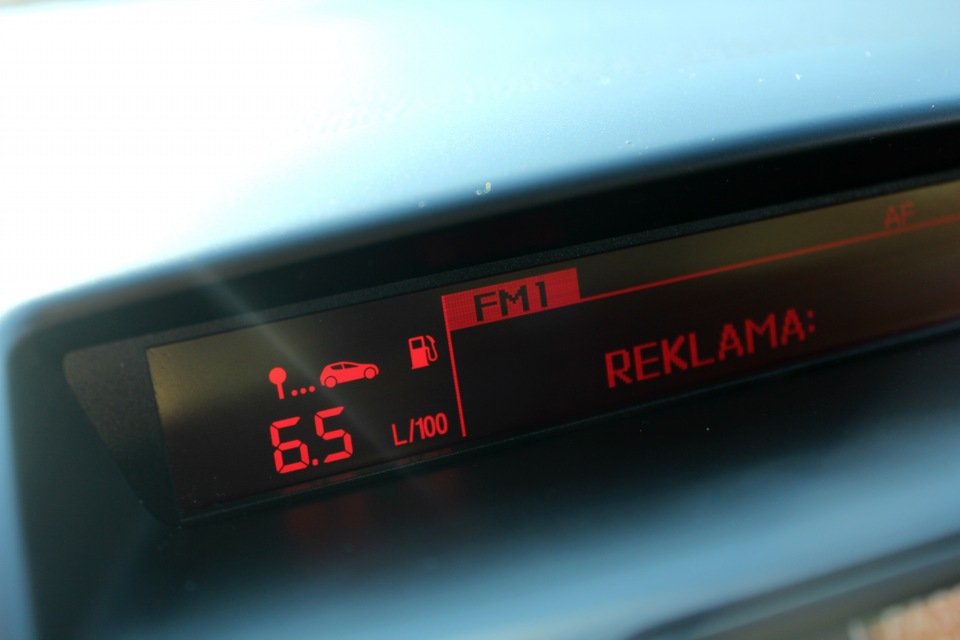 AF
FM1
REKLAMA:
6.5 L/100